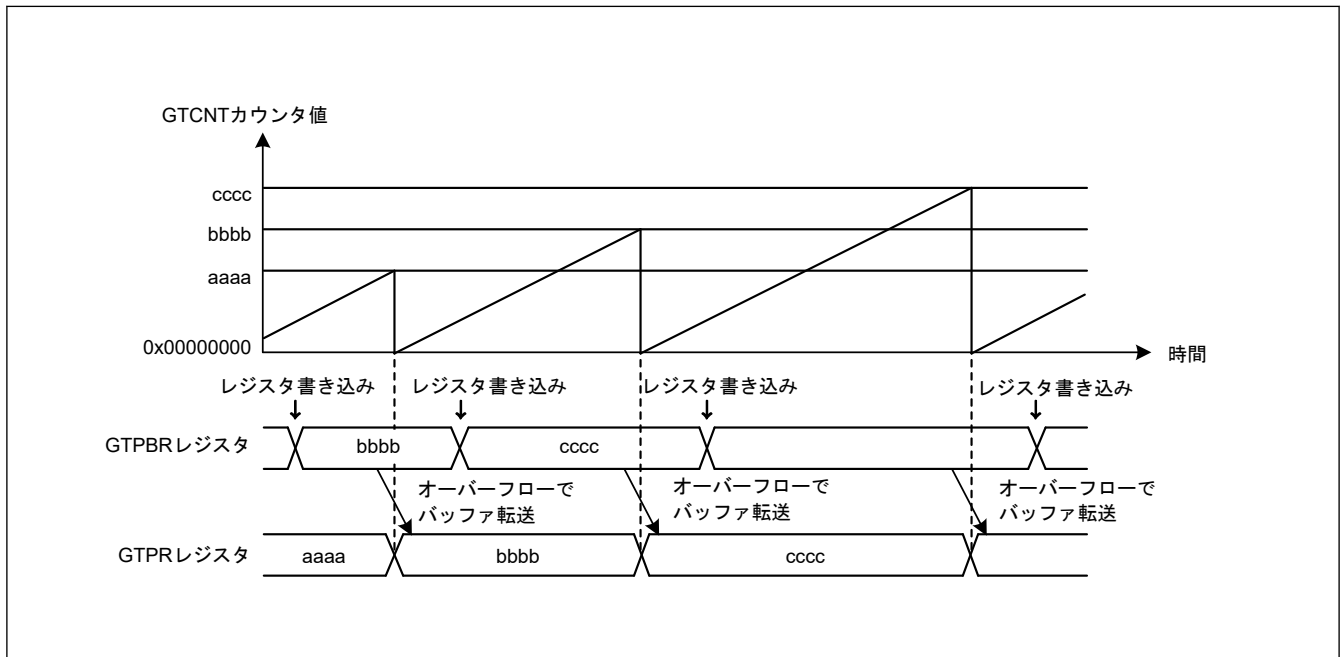 GTCNTカウンタ値
cccc
bbbb
aaaa
0x00000000
時間
レジスタ書き込み
レジスタ書き込み
レジスタ書き込み
レジスタ書き込み
GTPBRレジスタ
bbbb
cccc
オーバーフローで
バッファ転送
オーバーフローで
バッファ転送
オーバーフローで
バッファ転送
GTPRレジスタ
aaaa
bbbb
cccc